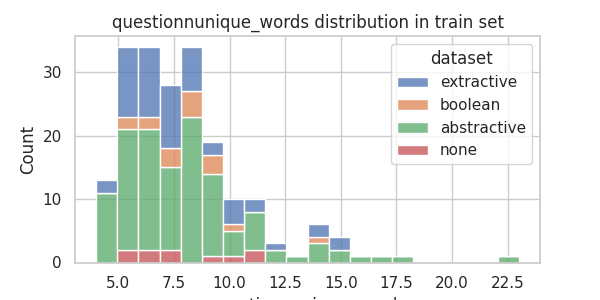 questionnunique_words distribution in train set
Count
30
20
10
0
dataset
extractive
boolean
abstractive
none
5.0 7.5 10.0 12.5 15.0 17.5 20.0 22.5